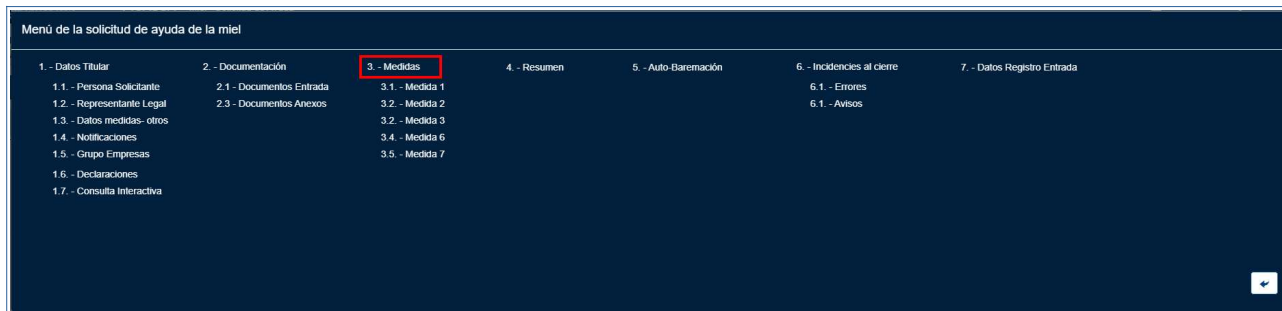 Menú de la solicitud de ayuda de la miel
1. - Datos Titular
1.1. - Persona Solicitante
1.2. - Representante Legal
1.3. - Datos medidas- otros
1.4. - Notificaciones
1.5. - Grupo Empresas
1.6. - Declaraciones
1.7. - Consulta Interactiva
2. - Documentación
2.1 - Documentos Entrada
2.3 - Documentos Anexos
3. - Medidas
3.1. - Medida 1
3.2. - Medida 2
3.2. - Medida 3
3.4. - Medida 6
3.5. - Medida 7
4. - Resumen
5. - Auto-Baremación
6. - Incidencies al cierre
6.1. - Errores
6.1. - Avisos
7. - Datos Registro Entrada